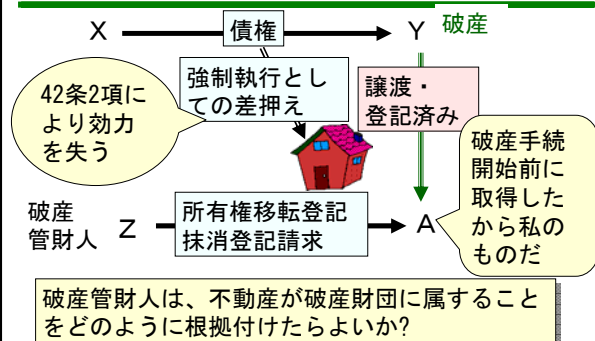 X
債権
Y
破産
42条2項に
より効力
を失う
強制執行とし
ての差押え
譲渡・
登記済み
破産手続
開始前に
取得した
から私の
ものだ
破産
管財人
Z
所有権移転登記
抹消登記請求
A
破産管財人は、不動産が破産財団に属すること
をどのように根拠付けたらよいか?